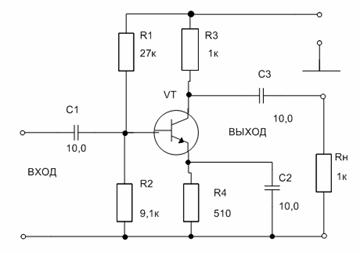 R1
27к
R3
1к
C3
10,0
VT
C1
10,0
ВХОД
ВЫХОД
Rн
1к
R2
9,1к
R4
510
C2
10,0